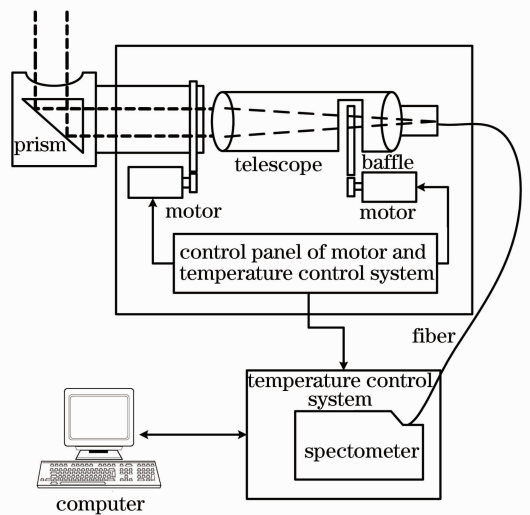 prism
telescope
baffle
motor
motor
control panel of motor and
temperature control system
fiber
temperature control
system
spectometer
computer